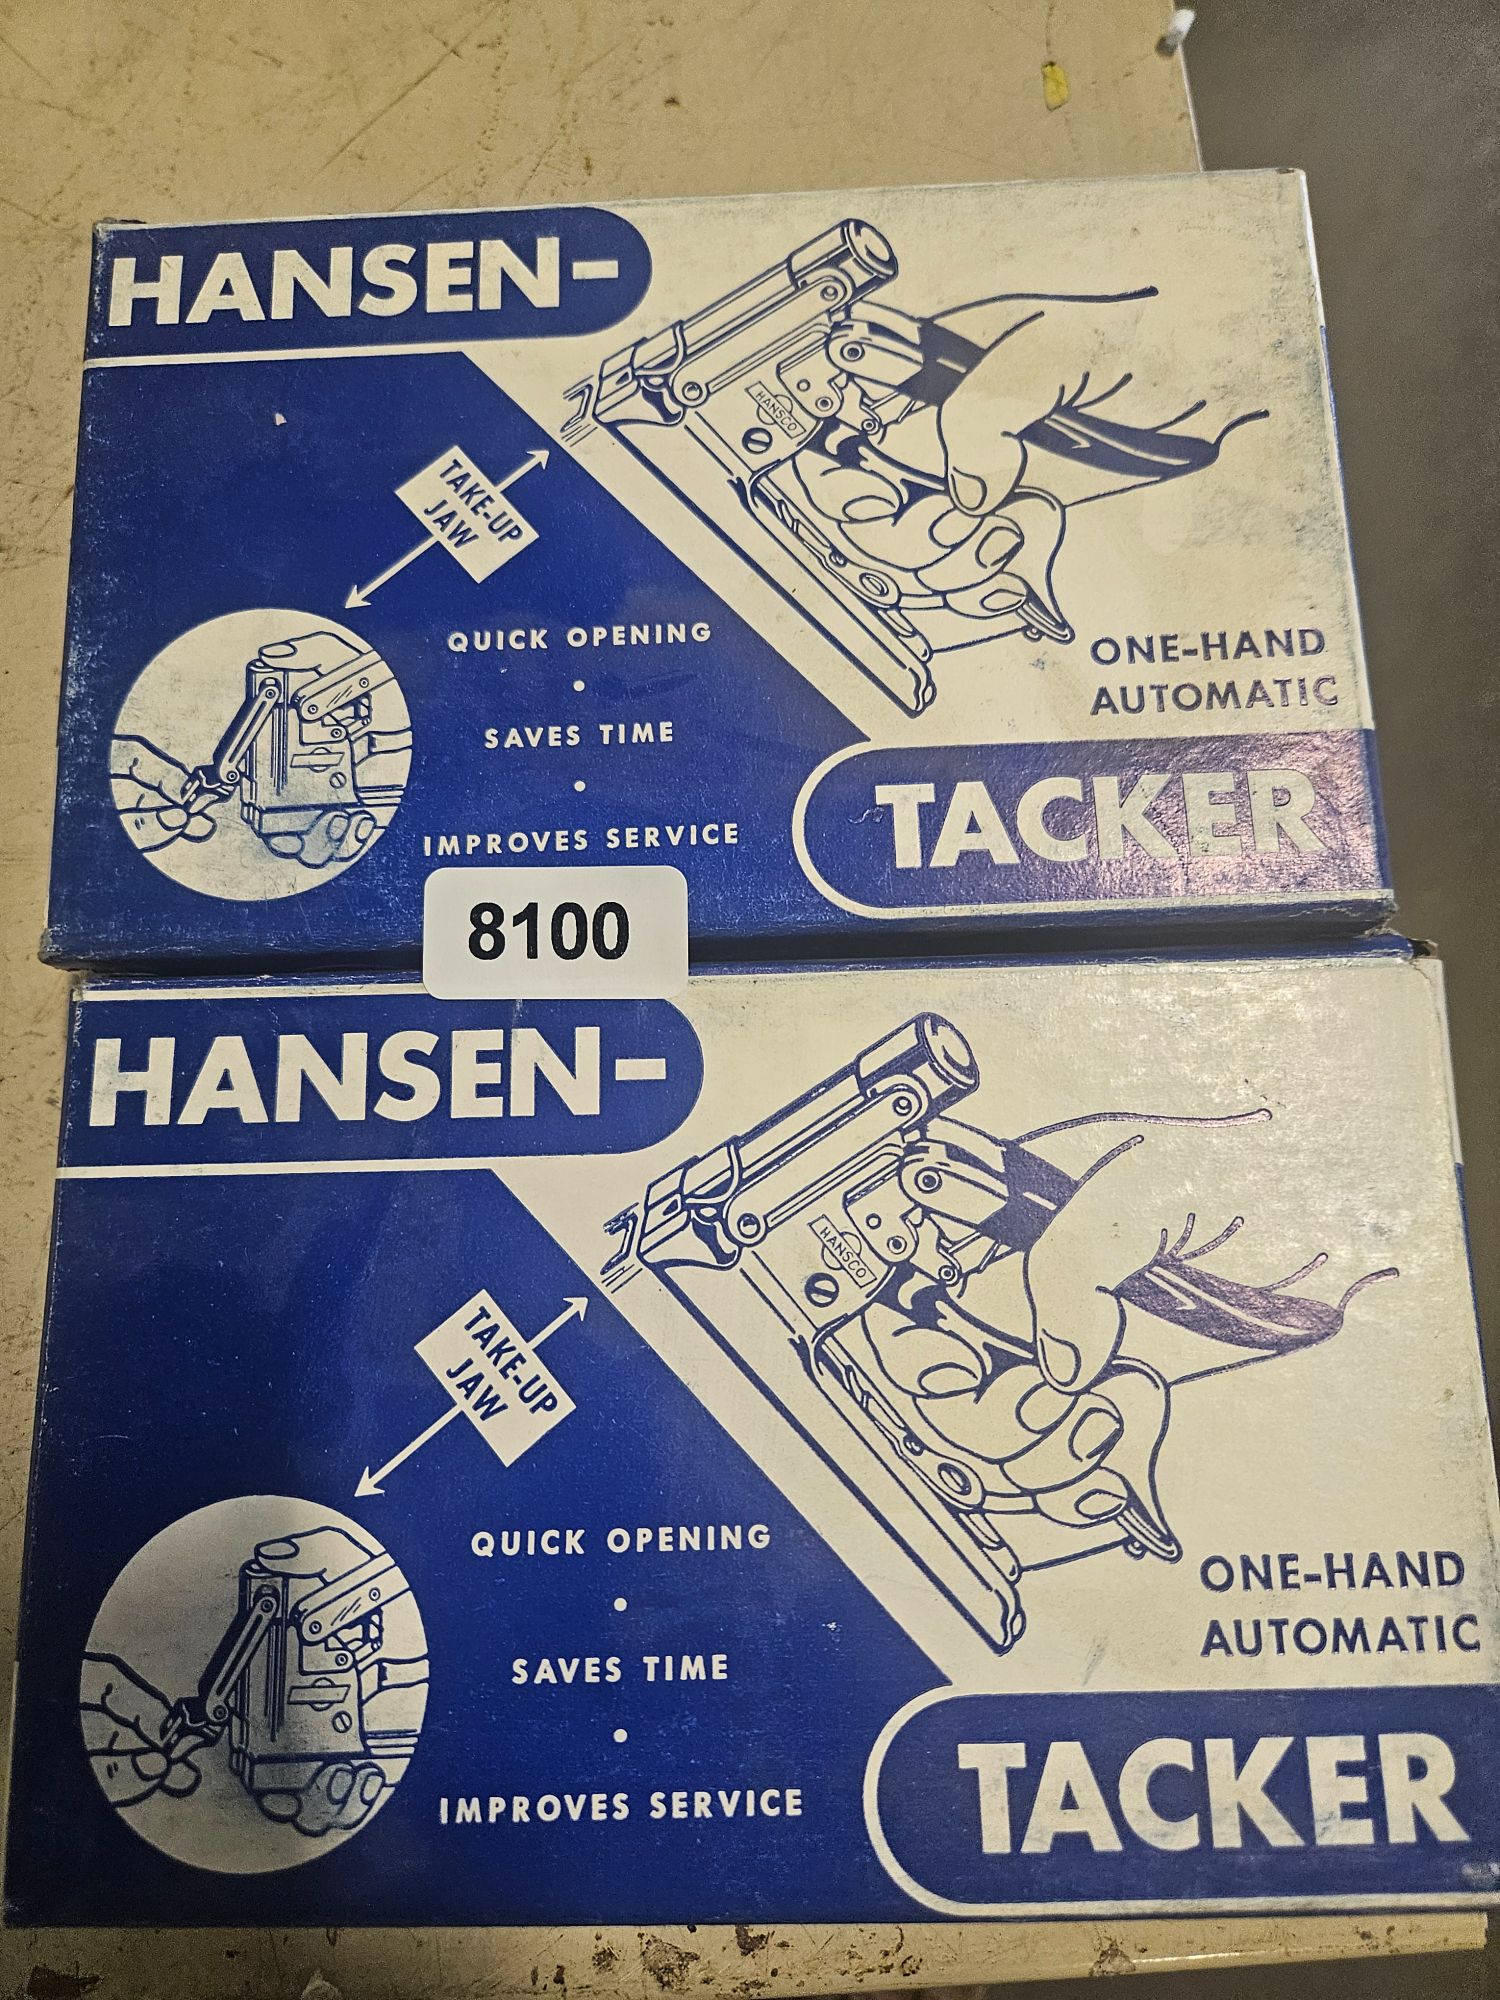 HANSEN-
HANSCO
TAKE-UP
JAW
QUICK OPENING
•
SAVES TIME
•
IMPROVES SERVICE
ONE-HAND
AUTOMATIC
TACKER
8100
HANSEN-
HANSCO
TAKE-UP
JAW
QUICK OPENING
•
SAVES TIME
•
IMPROVES SERVICE
ONE-HAND
AUTOMATIC
TACKER